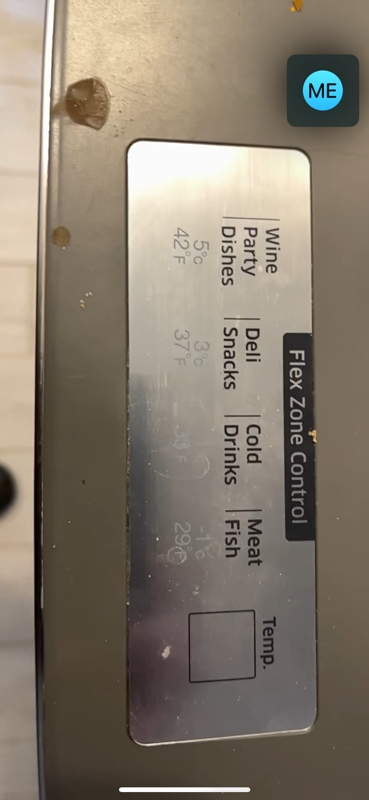 ME
Flex Zone Control
Wine
Party Deli Cold Meat Temp.
Dishes Snacks Drinks Fish
5°C 3°C -1°C
42°F 37°F 29°F